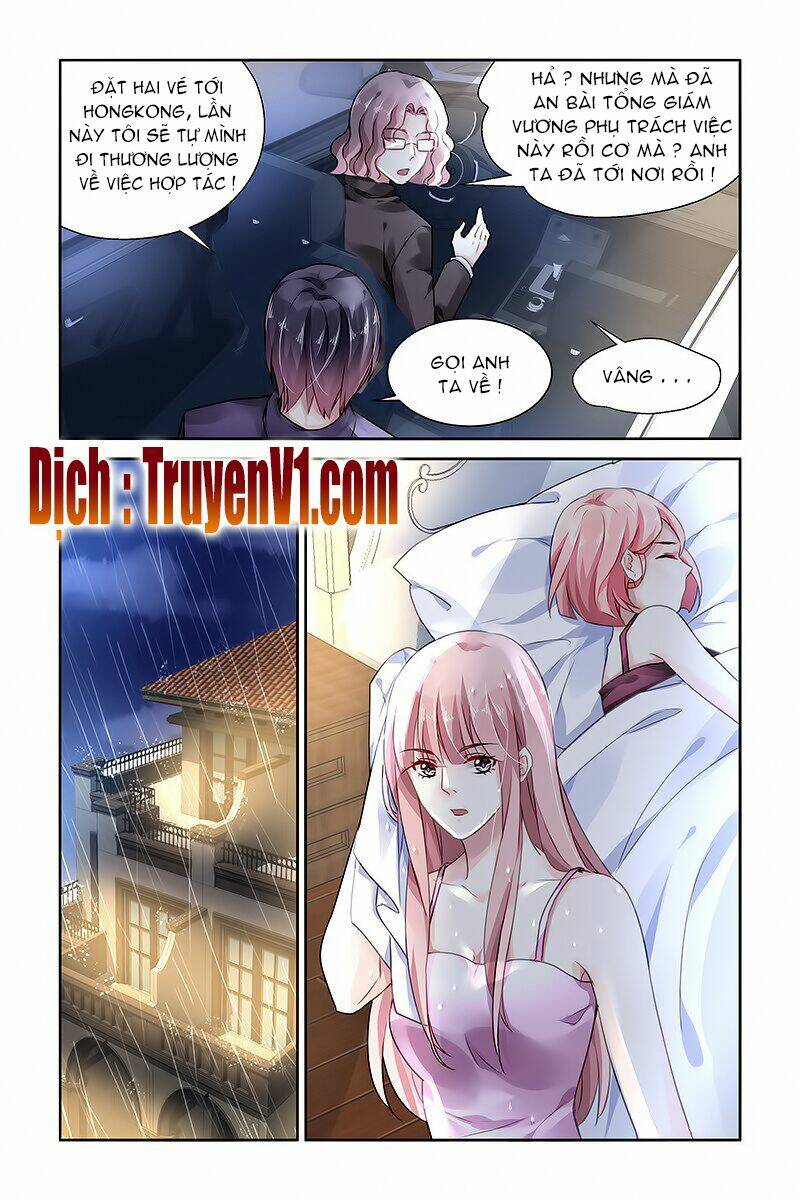 ĐẶT HAI VÉ TỚI
HONGKONG, LẦN
NÀY TÔI SẼ TỰ MÌNH
ĐI THƯƠNG LƯỢNG
VỀ VIỆC HỢP TÁC !
HẢ ? NHƯNG MÀ ĐÃ
AN BÀI TỔNG GIÁM
VƯƠNG PHỤ TRÁCH VIỆC
NÀY RỒI CƠ MÀ ? ANH
TA ĐÃ TỚI NƠI RỒI !
GỌI ANH
TA VỀ !
VÂNG . . .
Dịch : TruyenV1.com